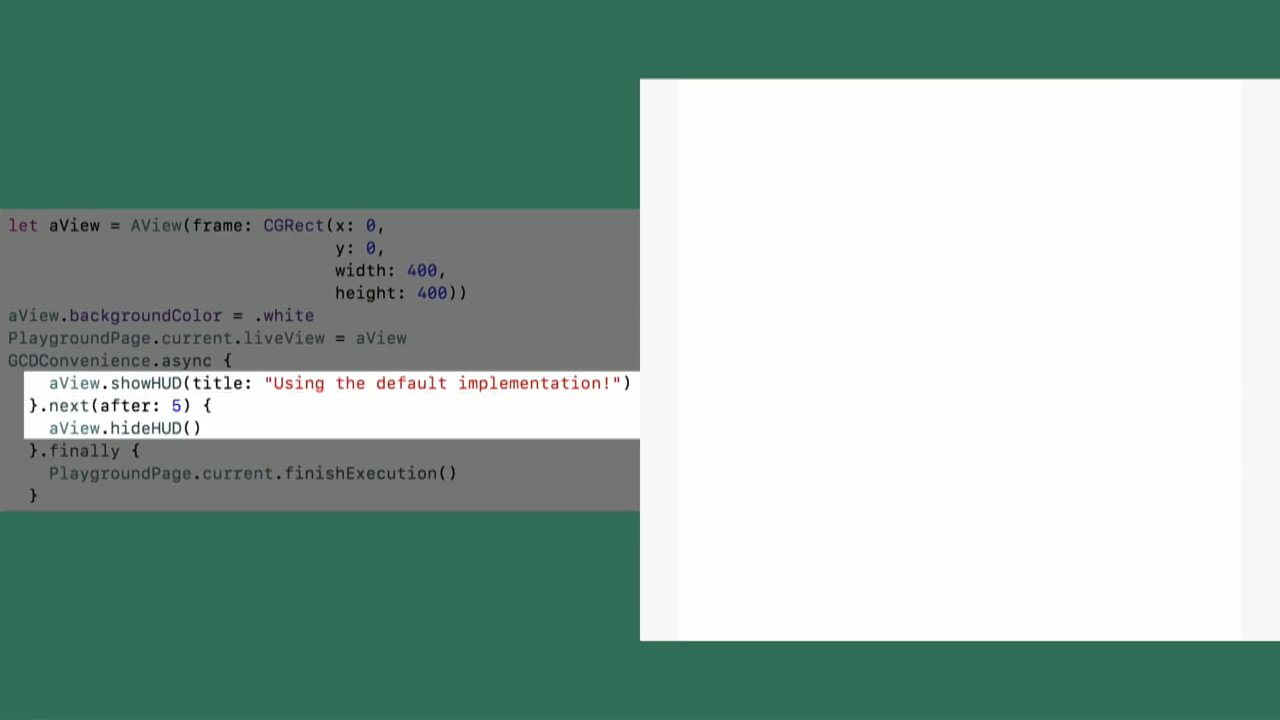 let aView = AView(frame: CGRect(x: 0,
y: 0,
width: 400,
height: 400))
aView.backgroundColor = .white
PlaygroundPage.current.liveView = aView
GCDConvenience.async {
aView.showHUD(title: "Using the default implementation!")
}.next(after: 5) {
aView.hideHUD()
}.finally {
PlaygroundPage.current.finishExecution()
}